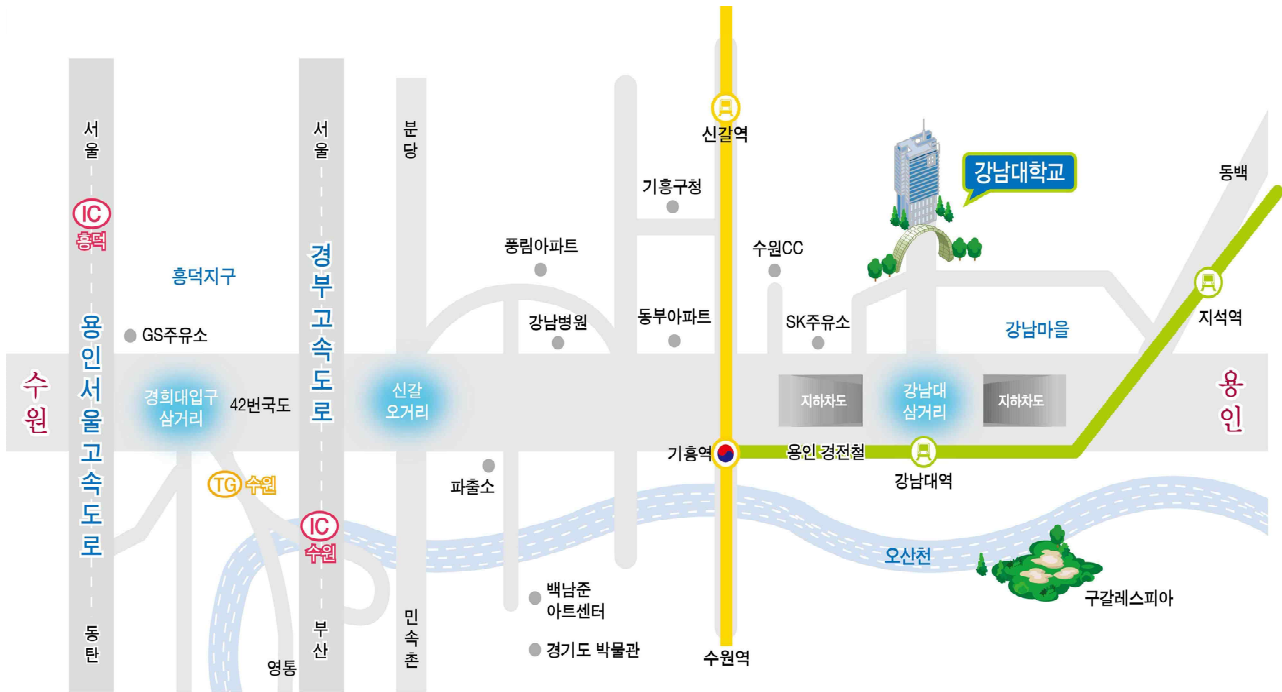 서울
서울
분당
신갈역
강남대학교
동백
기흥구청
IC
흥덕
수원CC
풍림아파트
흥덕지구
경부고속도로
용인서울고속도로
GS주유소
강남병원
동부아파트
SK주유소
강남마을
지석역
수원
경희대입구
삼거리
42번국도
신갈
오거리
지하차도
강남대
삼거리
지하차도
용인
기흥역
용인 경전철
강남대역
TG 수원
파출소
IC
수원
오산천
구갈레스피아
백남준
아트센터
경기도 박물관
동탄
영통
부산
민속촌
수원역